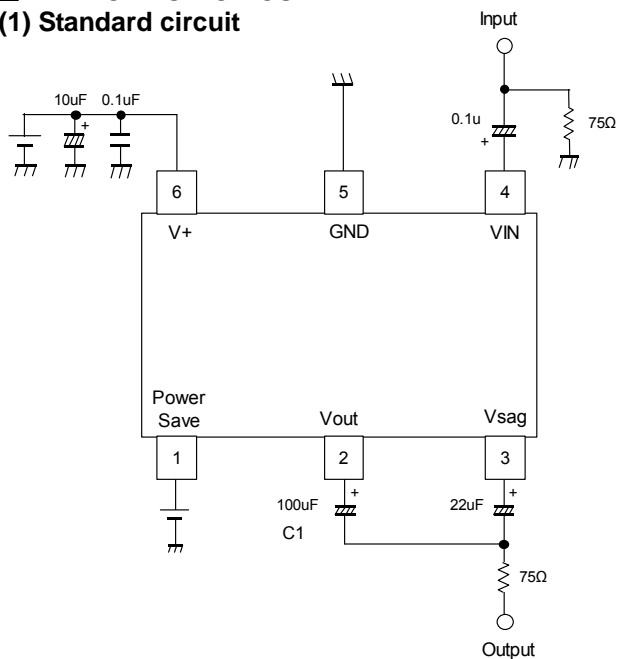 (1) Standard circuit
Input
10uF 0.1uF
+
0.1u
+
75Ω
6
5
4
V+
GND
VIN
Power
Save
Vout
Vsag
1
2
3
100uF
+
22uF
+
C1
75Ω
Output